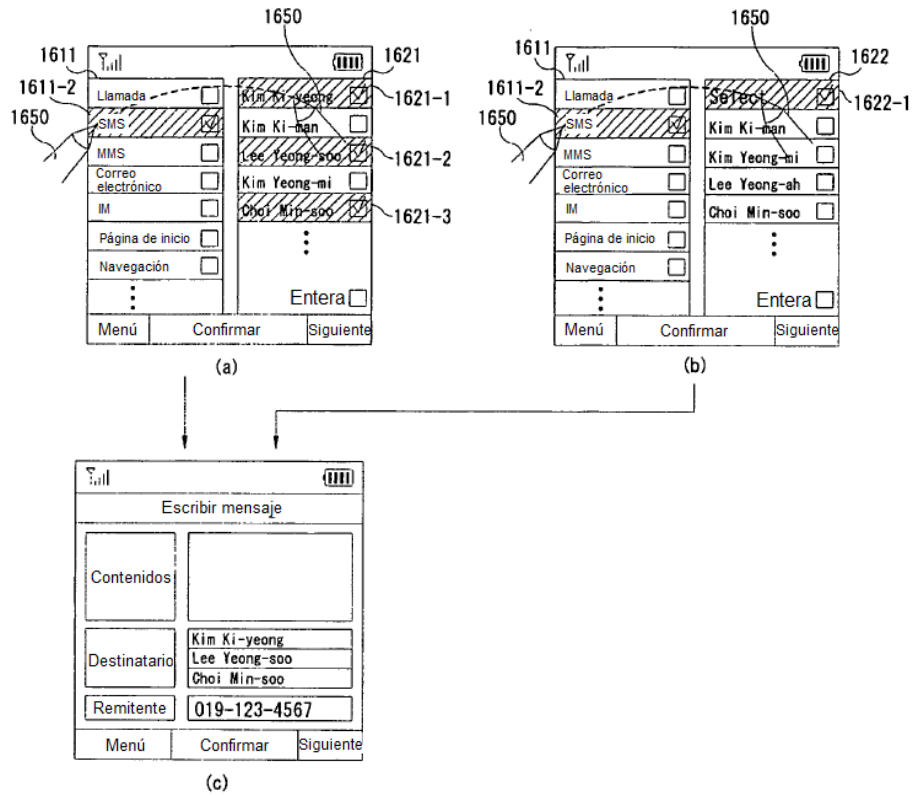 1650
1611
1621
1611-2
1650
Llamada
SMS
MMS
Correo
electrónico
IM
Página de inicio
Navegación
Kim Ki-yeong
Kim Ki-man
Lee Yeong-soo
Kim Yeong-mi
Choi Min-soo
1621-1
1621-2
1621-3
Entera
Menú
Confirmar
Siguiente
(a)
1650
1611
1622
1611-2
1650
Llamada
SMS
MMS
Correo
electrónico
IM
Página de inicio
Navegación
Select
Kim Ki-man
Kim Yeong-mi
Lee Yeong-ah
Choi Min-soo
1622-1
Entera
Menú
Confirmar
Siguiente
(b)
Escribir mensaje
Contenidos
Destinatario
Kim Ki-yeong
Lee Yeong-soo
Choi Min-soo
Remitente
019-123-4567
Menú
Confirmar
Siguiente
(c)